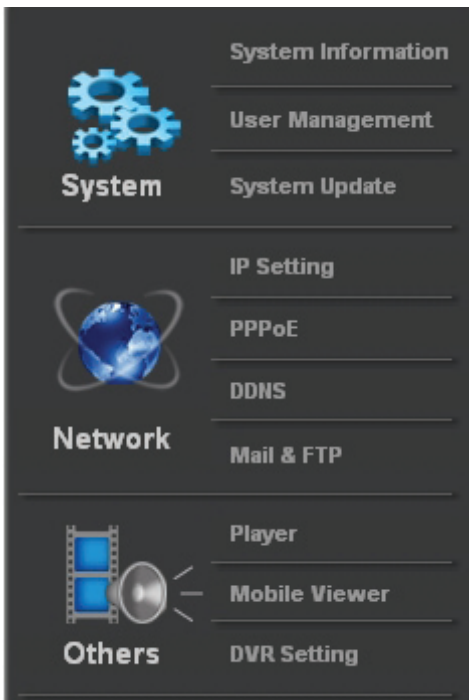 System Information
User Management
System
System Update
IP Setting
PPPoE
DDNS
Network
Mail & FTP
Player
Mobile Viewer
Others
DVR Setting